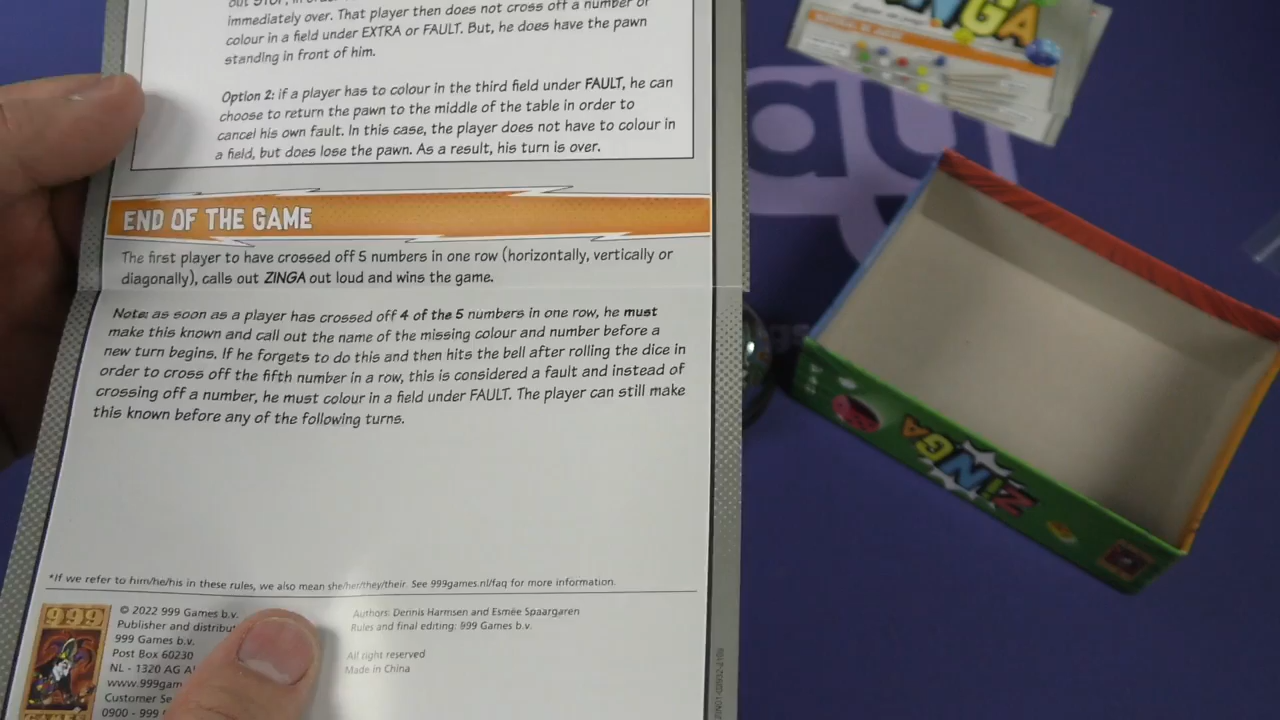 immediately over. That player then does not cross off a number or
colour in a field under EXTRA or FAULT. But, he does have the pawn
standing in front of him.
Option 2: if a player has to colour in the third field under FAULT, he can
choose to return the pawn to the middle of the table in order to
cancel his own fault. In this case, the player does not have to colour in
a field, but does lose the pawn. As a result, his turn is over.
END OF THE GAME
The first player to have crossed off 5 numbers in one row (horizontally, vertically or
diagonally), calls out ZINGA out loud and wins the game.
Note: as soon as a player has crossed off 4 of the 5 numbers in one row, he must
make this known and call out the name of the missing colour and number before a
new turn begins. If he forgets to do this and then hits the bell after rolling the dice in
order to cross off the fifth number in a row, this is considered a fault and instead of
crossing off a number, he must colour in a field under FAULT. The player can still make
this known before any of the following turns.
*If we refer to him/he/his in these rules, we also mean she/her/they/their. See 999games.nl/faq for more information.
999
GAMES
© 2022 999 Games b.v.
Publisher and distribu
999 Games b.v.
Post Box 60230
NL - 1320 AG A
www.999gam
Customer Se
0900 - 999
Authors: Dennis Harmsen and Esmée Spaargaren
Rules and final editing: 999 Games b.v.
All right reserved
Made in China
ZINGA